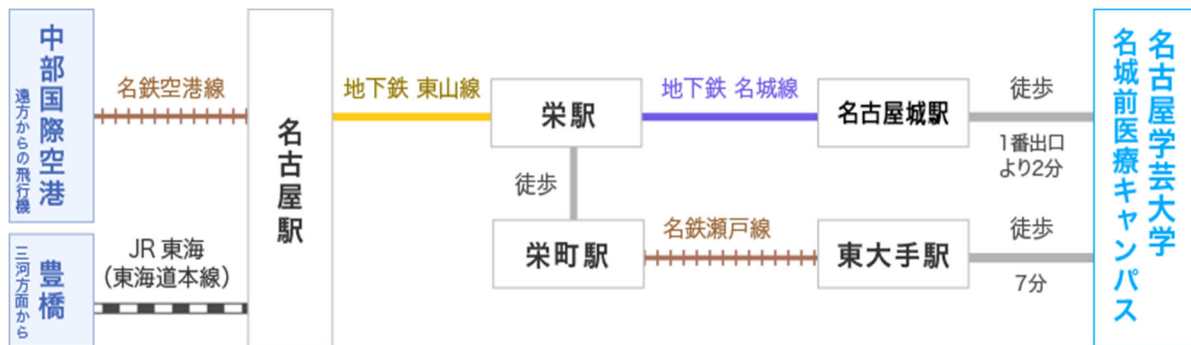 中部国際空港
遠方からの飛行機
名鉄空港線
豊橋
三河方面から
JR 東海
（東海道本線）
名古屋駅
地下鉄 東山線
栄駅
地下鉄 名城線
名古屋城駅
徒歩
1番出口
より2分
徒歩
栄町駅
名鉄瀬戸線
東大手駅
徒歩
7分
名古屋学芸大学
名城前医療キャンパス